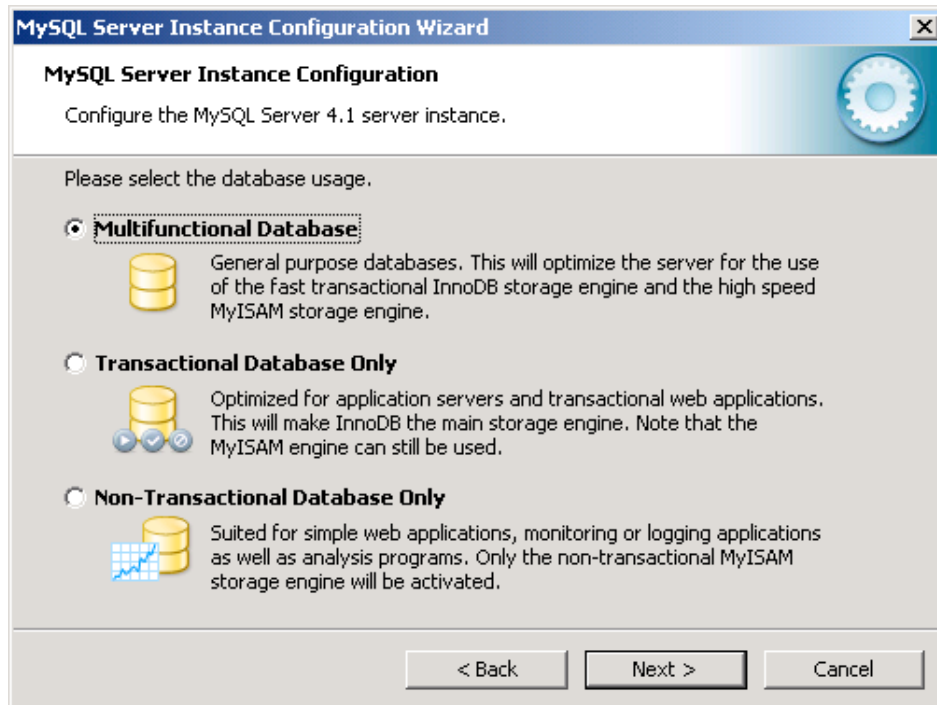 MySQL Server Instance Configuration Wizard
MySQL Server Instance Configuration
Configure the MySQL Server 4.1 server instance.
Please select the database usage.
Multifunctional Database
General purpose databases. This will optimize the server for the use
of the fast transactional InnoDB storage engine and the high speed
MyISAM storage engine.
Transactional Database Only
Optimized for application servers and transactional web applications.
This will make InnoDB the main storage engine. Note that the
MyISAM engine can still be used.
Non-Transactional Database Only
Suited for simple web applications, monitoring or logging applications
as well as analysis programs. Only the non-transactional MyISAM
storage engine will be activated.
< Back Next > Cancel